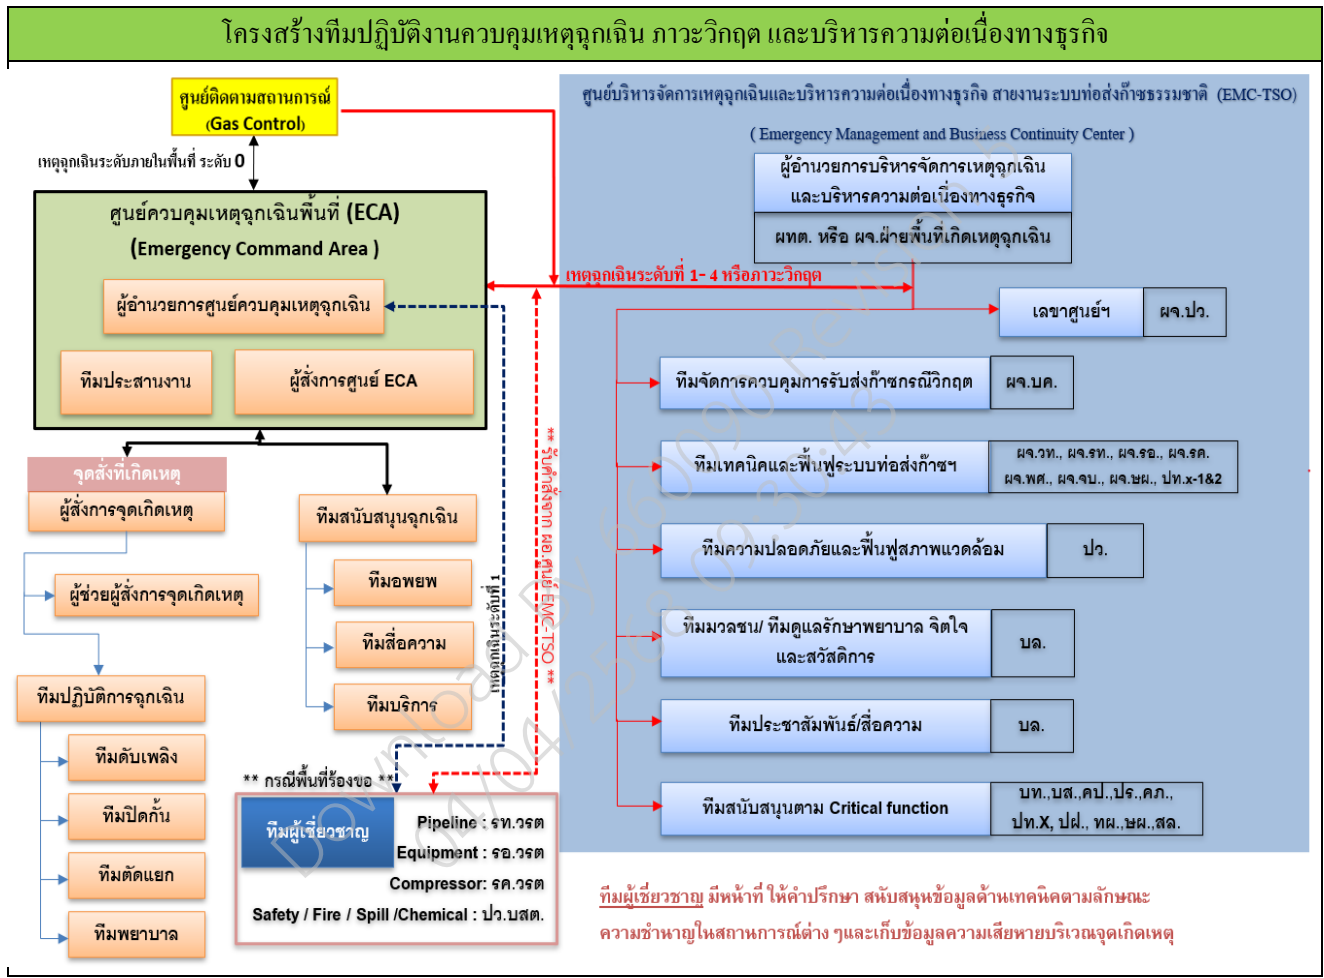 โครงสร้างทีมปฏิบัติงานควบคุมเหตุฉุกเฉิน ภาวะวิกฤต และบริหารความต่อเนื่องทางธุรกิจ
ศูนย์ติดตามสถานการณ์
(Gas Control)
เหตุฉุกเฉินระดับภายในพื้นที่ ระดับ 0
ศูนย์ควบคุมเหตุฉุกเฉินพื้นที่ (ECA)
(Emergency Command Area )
ผู้อำนวยการศูนย์ควบคุมเหตุฉุกเฉิน
ทีมประสานงาน
ผู้สั่งการศูนย์ ECA
จุดสั่งที่เกิดเหตุ
ผู้สั่งการจุดเกิดเหตุ
ผู้ช่วยผู้สั่งการจุดเกิดเหตุ
ทีมปฏิบัติการฉุกเฉิน
ทีมดับเพลิง
ทีมปิดกั้น
ทีมตัดแยก
ทีมพยาบาล
ทีมสนับสนุนฉุกเฉิน
ทีมอพยพ
ทีมสื่อความ
ทีมบริการ
เหตุฉุกเฉินระดับที่ 1
** รับคำสั่งจาก ผอ.ศูนย์ EMC-TSO **
** กรณีพื้นที่ร้องขอ **
ทีมผู้เชี่ยวชาญ
Pipeline : รท.วรต
Equipment : รอ.วรต
Compressor: รค.วรต
Safety / Fire / Spill /Chemical : ปว.บสต.
ศูนย์บริหารจัดการเหตุฉุกเฉินและบริหารความต่อเนื่องทางธุรกิจ สายงานระบบท่อส่งก๊าซธรรมชาติ (EMC-TSO)
( Emergency Management and Business Continuity Center )
ผู้อำนวยการบริหารจัดการเหตุฉุกเฉิน
และบริหารความต่อเนื่องทางธุรกิจ
ผทต. หรือ ผจ.ฝ่ายพื้นที่เกิดเหตุฉุกเฉิน
เหตุฉุกเฉินระดับที่ 1- 4 หรือภาวะวิกฤต
เลขาศูนย์ฯ
ผจ.ปว.
ทีมจัดการควบคุมการรับส่งก๊าซกรณีวิกฤต
ผจ.บค.
ทีมเทคนิคและฟื้นฟูระบบท่อส่งก๊าซฯ
ผจ.วท., ผจ.รท., ผจ.รอ., ผจ.รค.
ผจ.พศ., ผจ.จบ., ผจ.ษผ., ปท.x-1&2
ทีมความปลอดภัยและฟื้นฟูสภาพแวดล้อม
ปว.
ทีมมวลชน/ ทีมดูแลรักษาพยาบาล จิตใจ
และสวัสดิการ
บล.
ทีมประชาสัมพันธ์/สื่อความ
บล.
ทีมสนับสนุนตาม Critical function
บท.,บส.,คป.,ปร.,คภ.,
ปท.X, ปฝ., ทผ.,ษผ.,สล.
ทีมผู้เชี่ยวชาญ มีหน้าที่ ให้คำปรึกษา สนับสนุนข้อมูลด้านเทคนิคตามลักษณะ
ความชำนาญในสถานการณ์ต่าง ๆและเก็บข้อมูลความเสียหายบริเวณจุดเกิดเหตุ
Download By 660090 Revision
04/04/2568 09:30:43